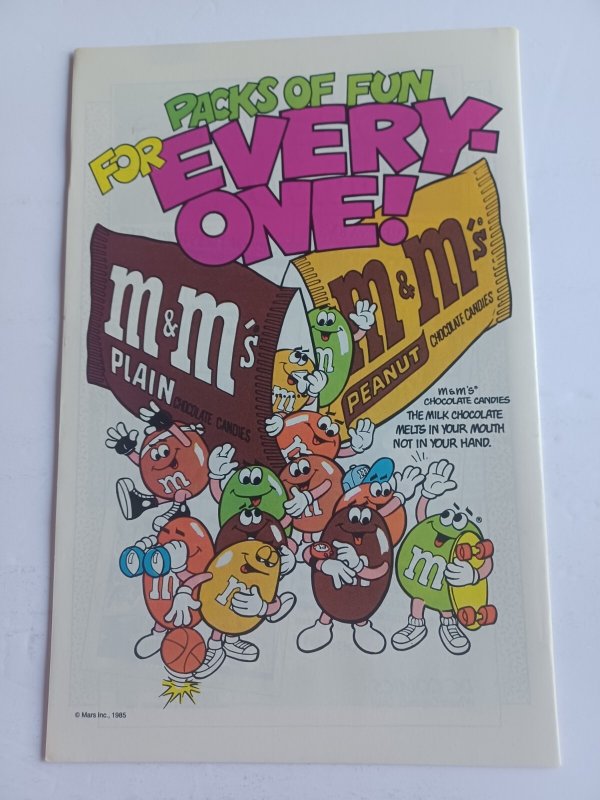 PACKS OF FUN
FOR EVERY-
ONE!
m&m's
PLAIN
CHOCOLATE CANDIES
m&m's
PEANUT
CHOCOLATE CANDIES
m&m's®
CHOCOLATE CANDIES
THE MILK CHOCOLATE
MELTS IN YOUR MOUTH
NOT IN YOUR HAND.
m
m
m
m
m
m
m
m
®
© Mars Inc., 1985